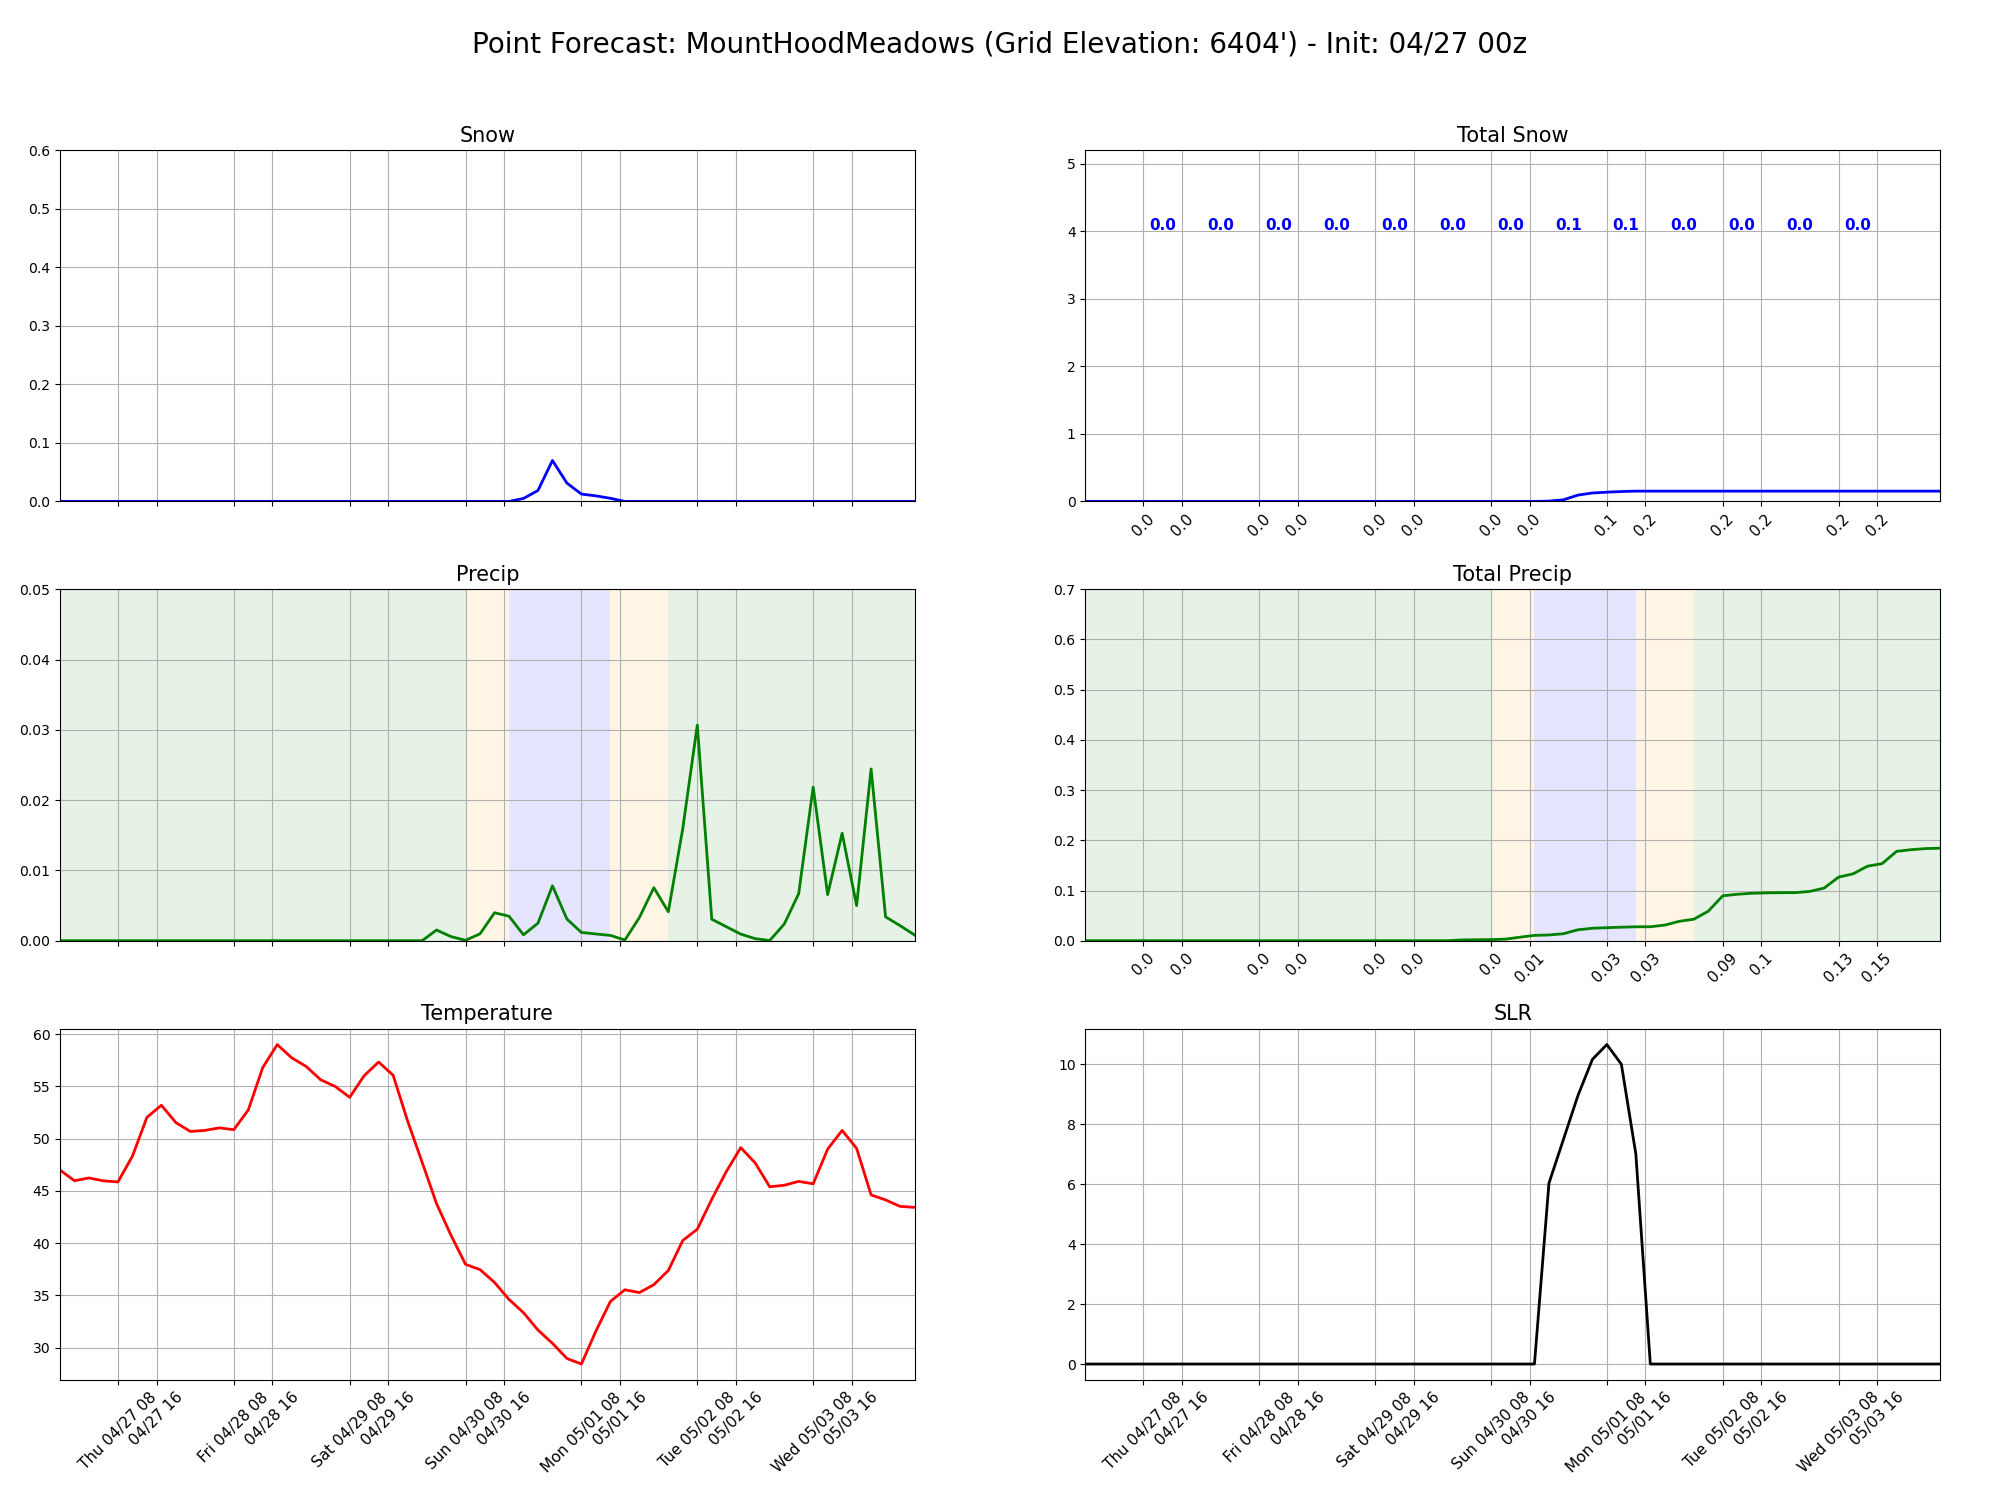 Point Forecast: MountHoodMeadows (Grid Elevation: 6404') - Init: 04/27 00z
Snow
0.6
0.5
0.4
0.3
0.2
0.1
0.0
Total Snow
5
4
3
2
1
0
0.0 0.0 0.0 0.0 0.0 0.0 0.0 0.1 0.1 0.0 0.0 0.0 0.0
0.0 0.0 0.0 0.0 0.0 0.0 0.0 0.0 0.1 0.2 0.2 0.2 0.2 0.2
Precip
0.05
0.04
0.03
0.02
0.01
0.00
Total Precip
0.7
0.6
0.5
0.4
0.3
0.2
0.1
0.0
0.0 0.0 0.0 0.0 0.0 0.0 0.0 0.01 0.03 0.03 0.09 0.1 0.13 0.15
Temperature
60
55
50
45
40
35
30
Thu 04/27 08
04/27 16
Fri 04/28 08
04/28 16
Sat 04/29 08
04/29 16
Sun 04/30 08
04/30 16
Mon 05/01 08
05/01 16
Tue 05/02 08
05/02 16
Wed 05/03 08
05/03 16
SLR
10
8
6
4
2
0
Thu 04/27 08
04/27 16
Fri 04/28 08
04/28 16
Sat 04/29 08
04/29 16
Sun 04/30 08
04/30 16
Mon 05/01 08
05/01 16
Tue 05/02 08
05/02 16
Wed 05/03 08
05/03 16